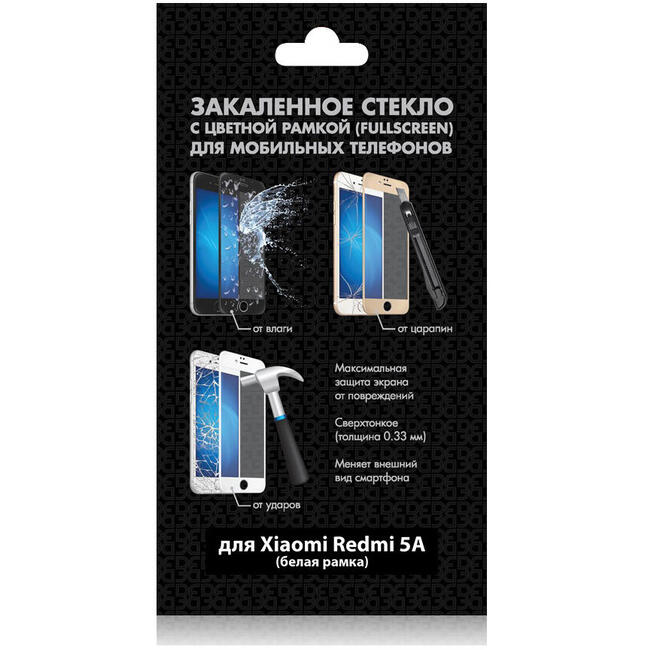 ЗАКАЛЕННОЕ СТЕКЛО
С ЦВЕТНОЙ РАМКОЙ (FULLSCREEN)
ДЛЯ МОБИЛЬНЫХ ТЕЛЕФОНОВ
от влаги
от царапин
Максимальная
защита экрана
от повреждений
Сверхтонкое
(толщина 0.33 мм)
Меняет внешний
вид смартфона
от ударов
для Xiaomi Redmi 5A
(белая рамка)